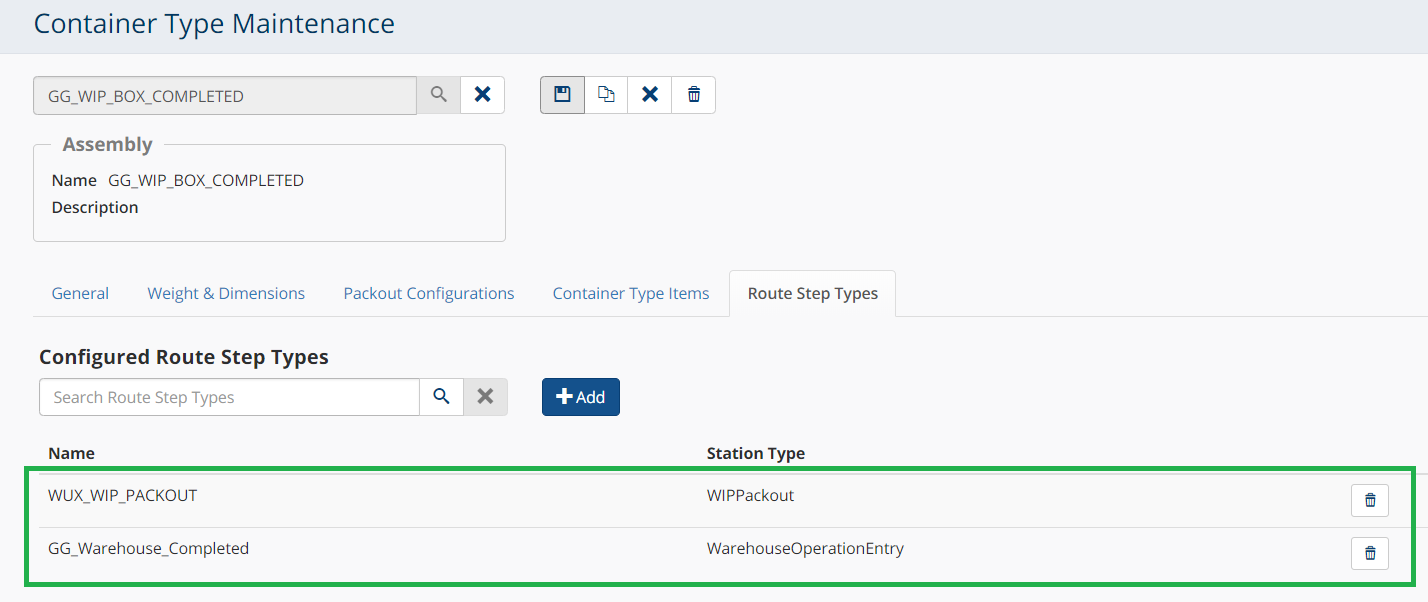 Container Type Maintenance
GG_WIP_BOX_COMPLETED
Assembly
Name GG_WIP_BOX_COMPLETED
Description
General Weight & Dimensions Packout Configurations Container Type Items Route Step Types
Configured Route Step Types
Search Route Step Types Add
Name Station Type
WUX_WIP_PACKOUT WIPPackout
GG_Warehouse_Completed WarehouseOperationEntry